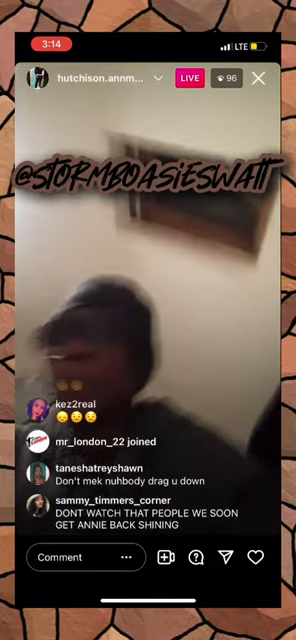 3:14
LTE
hutchison.annm...
LIVE
96
@STORMBOASIESWATT
kez2real
mr_london_22 joined
taneshatreyshawn
Don't mek nuhbody drag u down
sammy_timmers_corner
DONT WATCH THAT PEOPLE WE SOON
GET ANNIE BACK SHINING
Comment